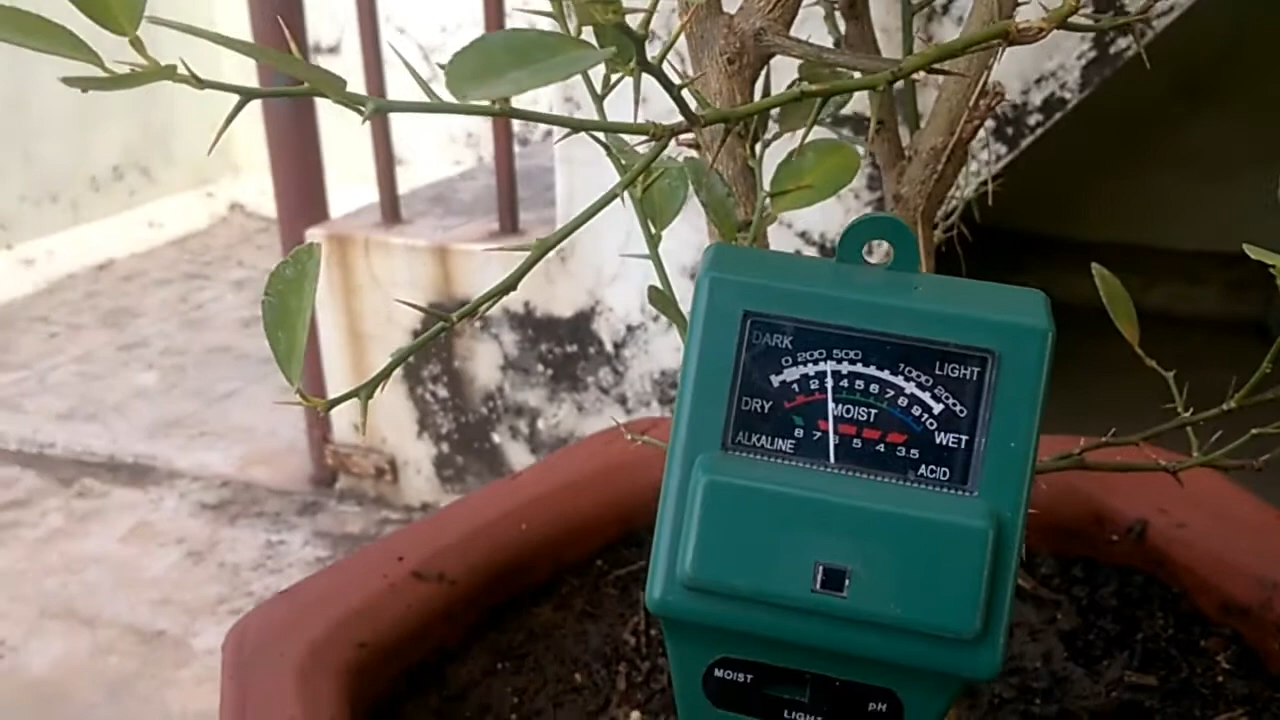 DARK
LIGHT
0 200 500 1000 2000
1 2 3 4 5 6 7 8 9 10
DRY MOIST WET
8 7 6 5 4 3.5
ALKALINE
ACID
MOIST
LIGHT
pH